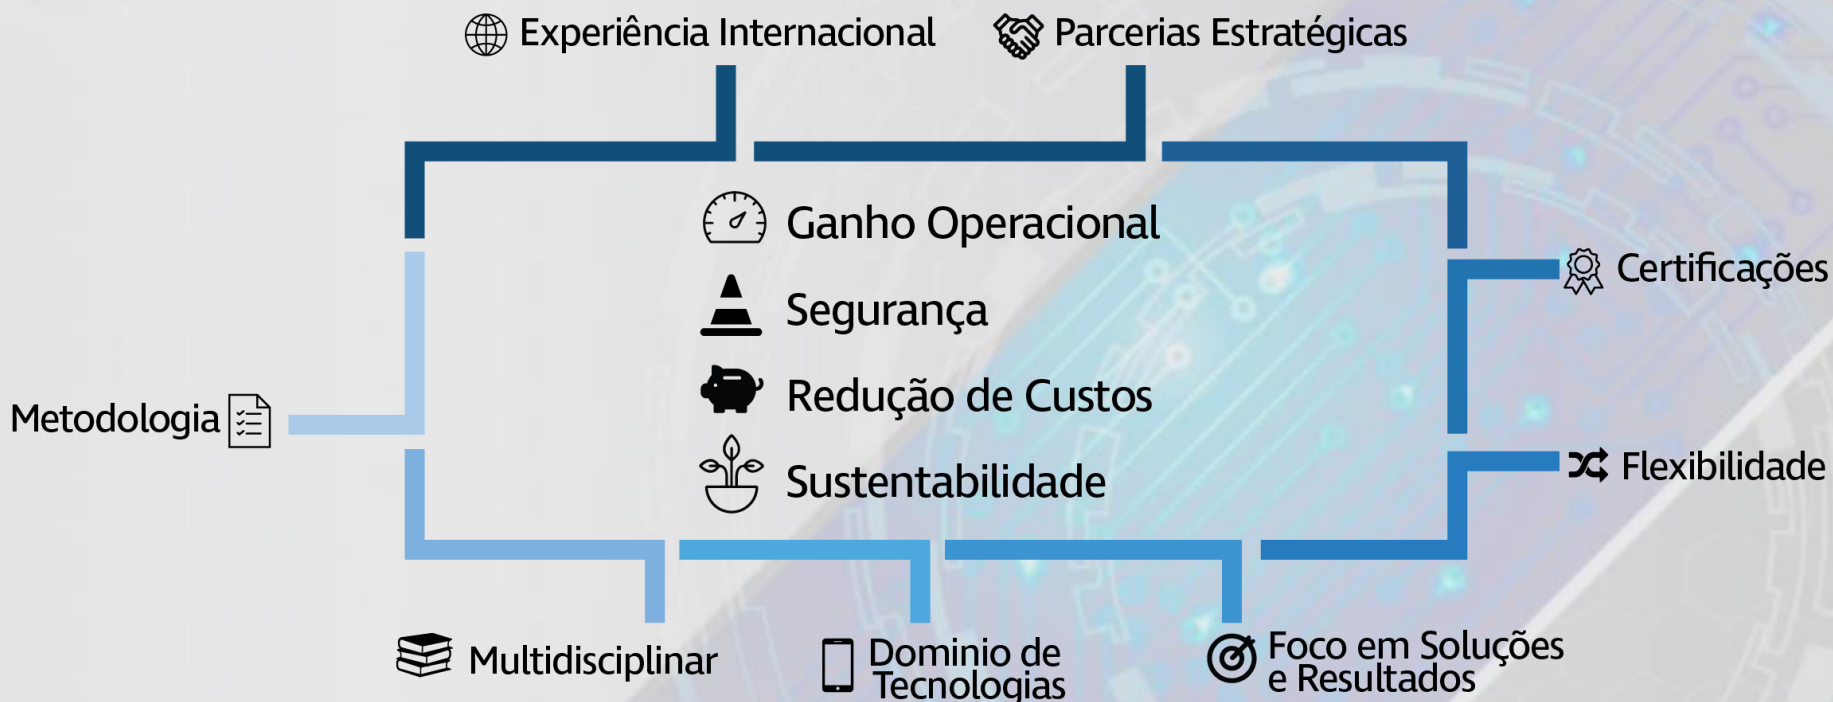 Experiência Internacional
Parcerias Estratégicas
Ganho Operacional
Certificações
Segurança
Redução de Custos
Metodologia
Flexibilidade
Sustentabilidade
Multidisciplinar
Dominio de
Tecnologias
Foco em Soluções
e Resultados